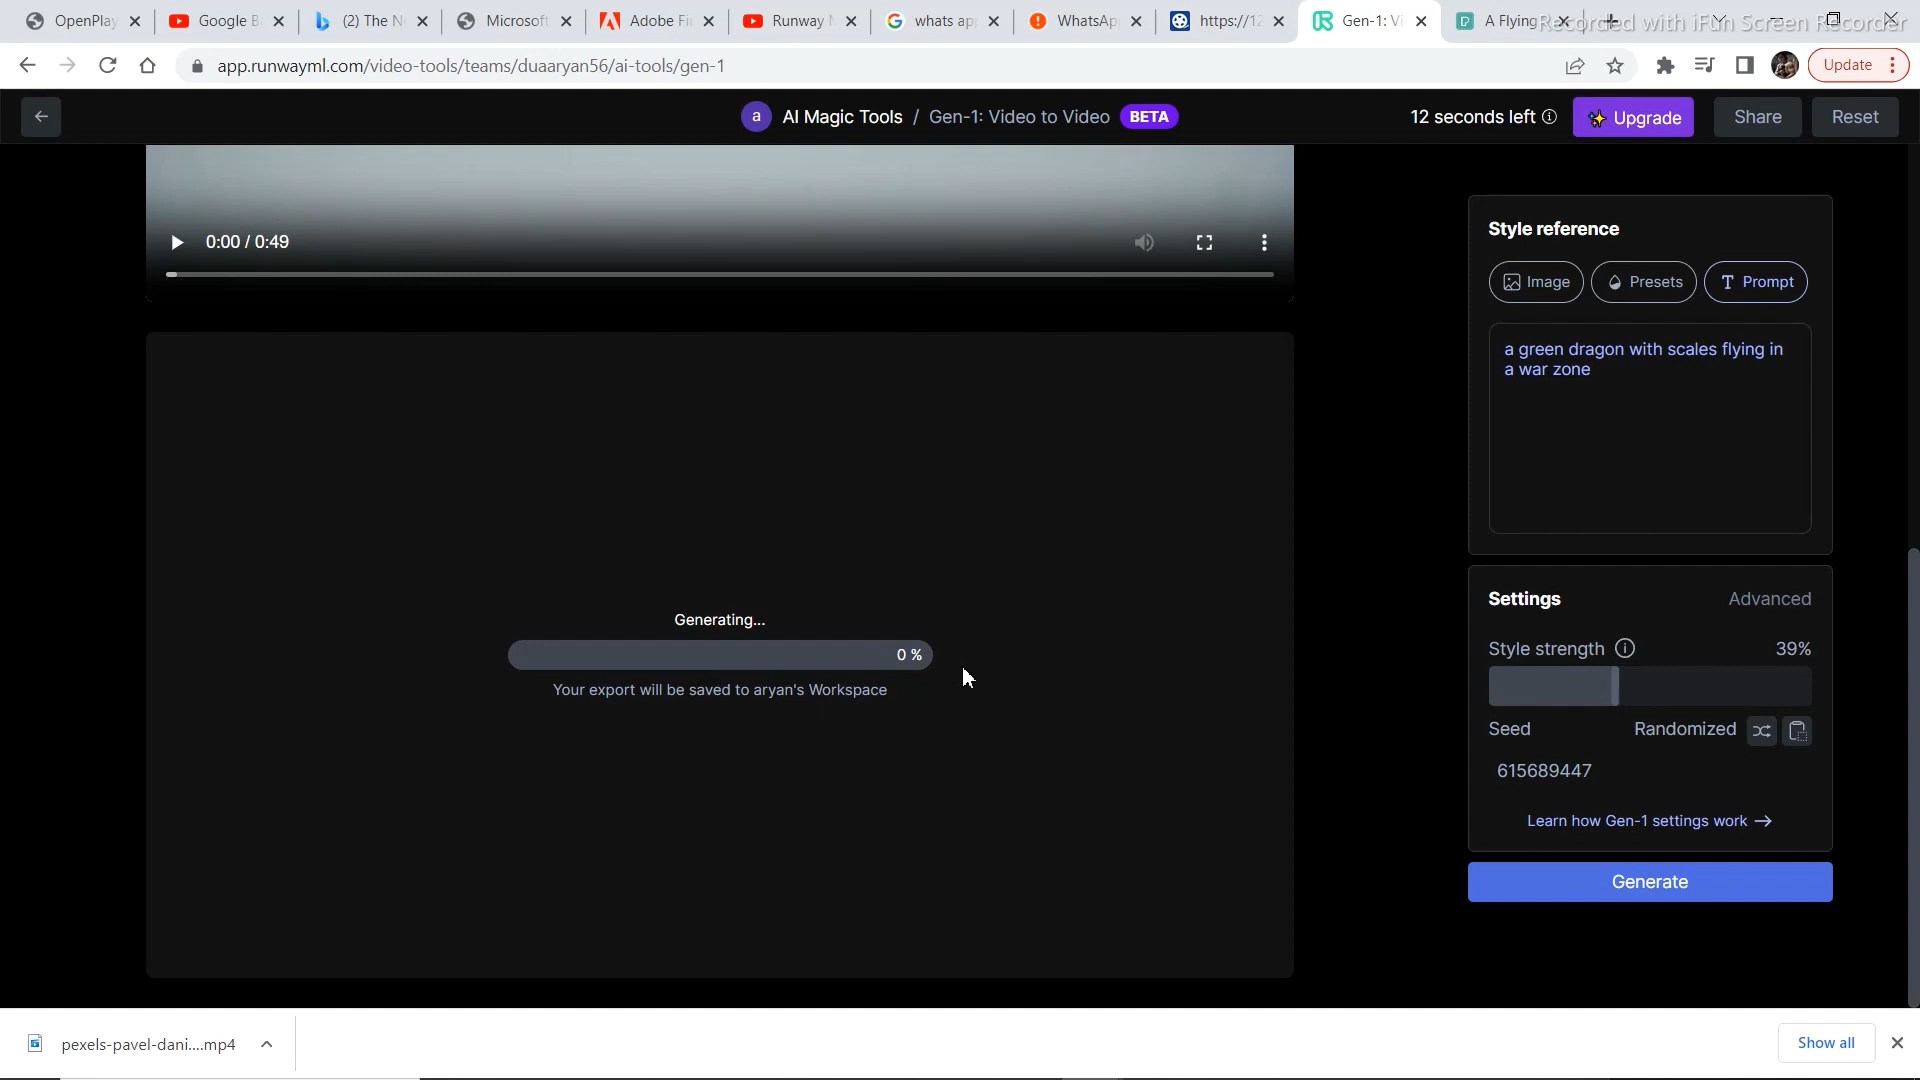 OpenPlay
Google B
(2) The N
Microsoft
Adobe Fi
Runway
whats ap
WhatsAp
https://12
Gen-1: Vi
A Flying
Recorded with iFun Screen Recorder
app.runwayml.com/video-tools/teams/duaaryan56/ai-tools/gen-1
Update
a AI Magic Tools / Gen-1: Video to Video BETA
12 seconds left
Upgrade
Share
Reset
0:00 / 0:49
Style reference
Image
Presets
Prompt
a green dragon with scales flying in
a war zone
Generating...
0 %
Your export will be saved to aryan's Workspace
Settings
Advanced
Style strength
39%
Seed
Randomized
615689447
Learn how Gen-1 settings work →
Generate
pexels-pavel-dani....mp4
Show all